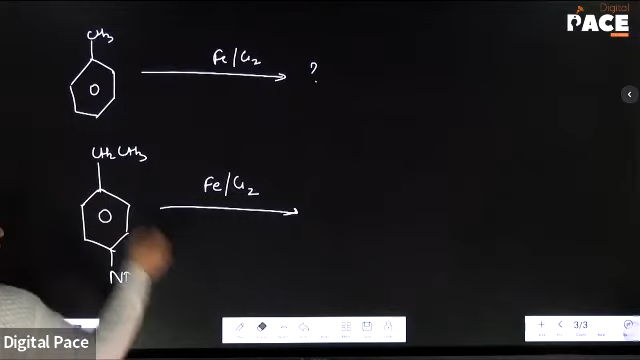 Digital
PACE
CH3
Fe/Cl2
?
CH2CH3
Fe/Cl2
N
3/3
Digital Pace